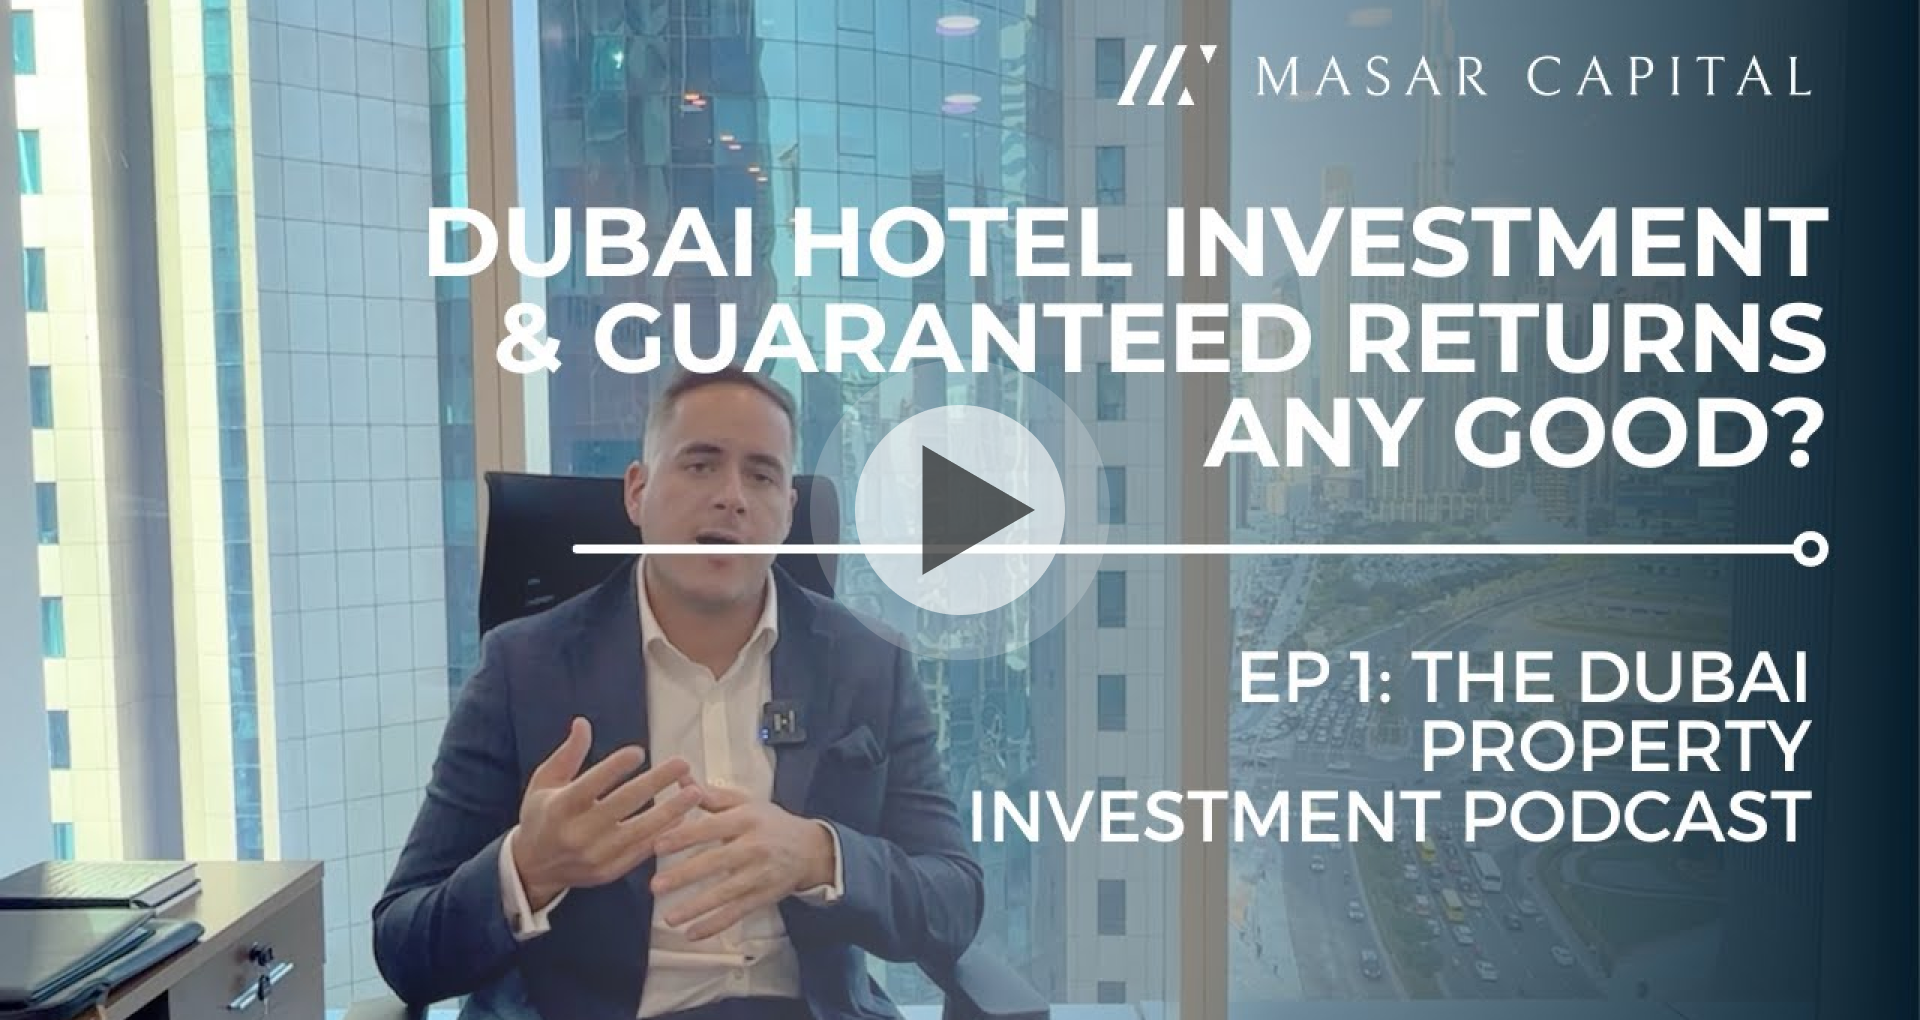 MASAR CAPITAL
DUBAI HOTEL INVESTMENT
& GUARANTEED RETURNS
ANY GOOD?
EP 1: THE DUBAI
PROPERTY
INVESTMENT PODCAST